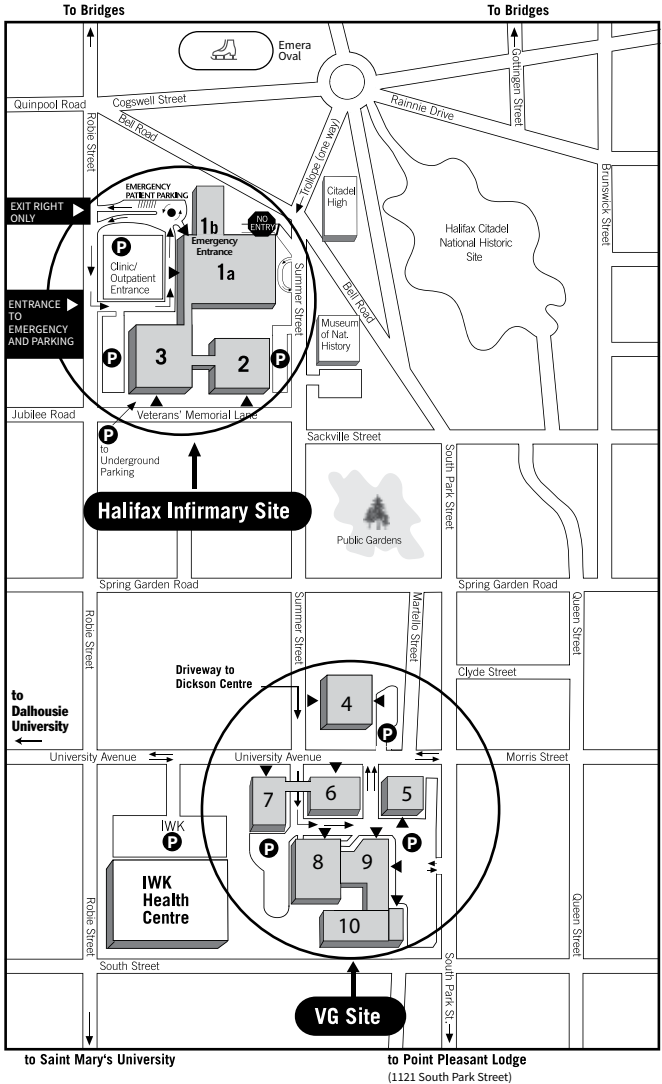 To Bridges
To Bridges
Emera
Oval
Quinpool Road
Cogswell Street
Rainnie Drive
Gottingen Street
Robie Street
Bell Road
Trollope (one way)
Brunswick Street
EMERGENCY
PATIENT PARKING
EXIT RIGHT
ONLY
NO
ENTRY
Citadel
High
1b
Emergency
Entrance
1a
P
Clinic/
Outpatient
Entrance
Halifax Citadel
National Historic
Site
Summer Street
Bell Road
ENTRANCE
TO
EMERGENCY
AND PARKING
Museum
of Nat.
History
P
3
2
P
Jubilee Road
Veterans' Memorial Lane
P
to
Underground
Parking
Sackville Street
South Park Street
Halifax Infirmary Site
Public Gardens
Spring Garden Road
Spring Garden Road
Robie Street
Summer Street
Martello Street
Queen Street
Driveway to
Dickson Centre
Clyde Street
4
to
Dalhousie
University
P
University Avenue
University Avenue
Morris Street
7
6
5
IWK
P
P
P
8
9
IWK
Health
Centre
Robie Street
Queen Street
10
South Street
South Park St.
VG Site
to Saint Mary's University
to Point Pleasant Lodge
(1121 South Park Street)